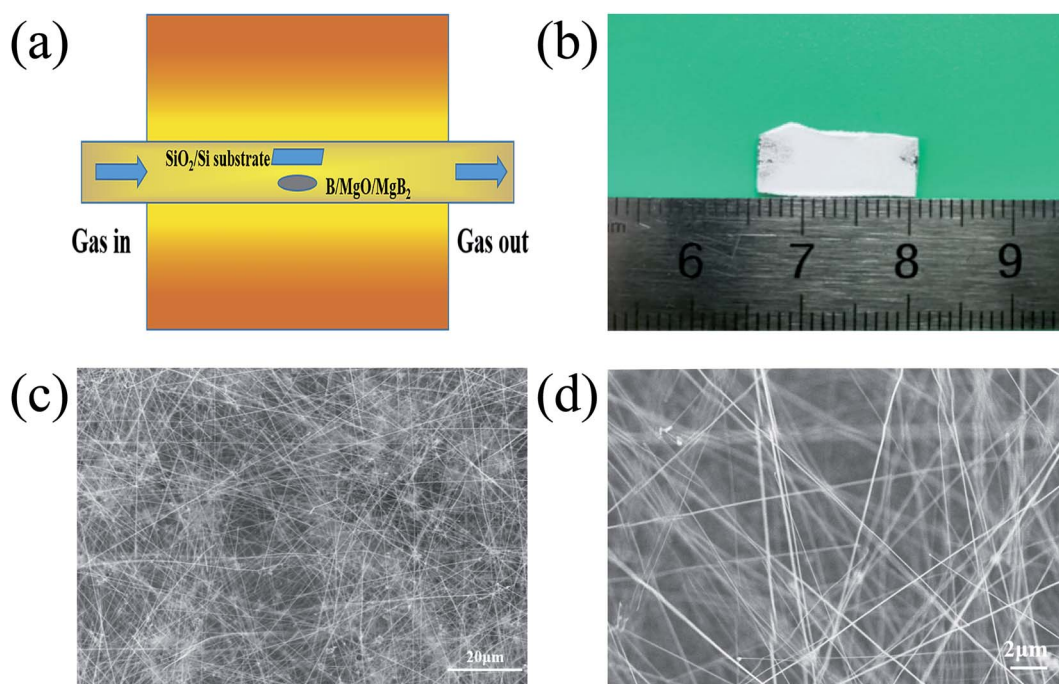 (a)
SiO₂/Si substrate
B/MgO/MgB₂
Gas in
Gas out
(b)
6 7 8 9
(c)
20μm
(d)
2μm